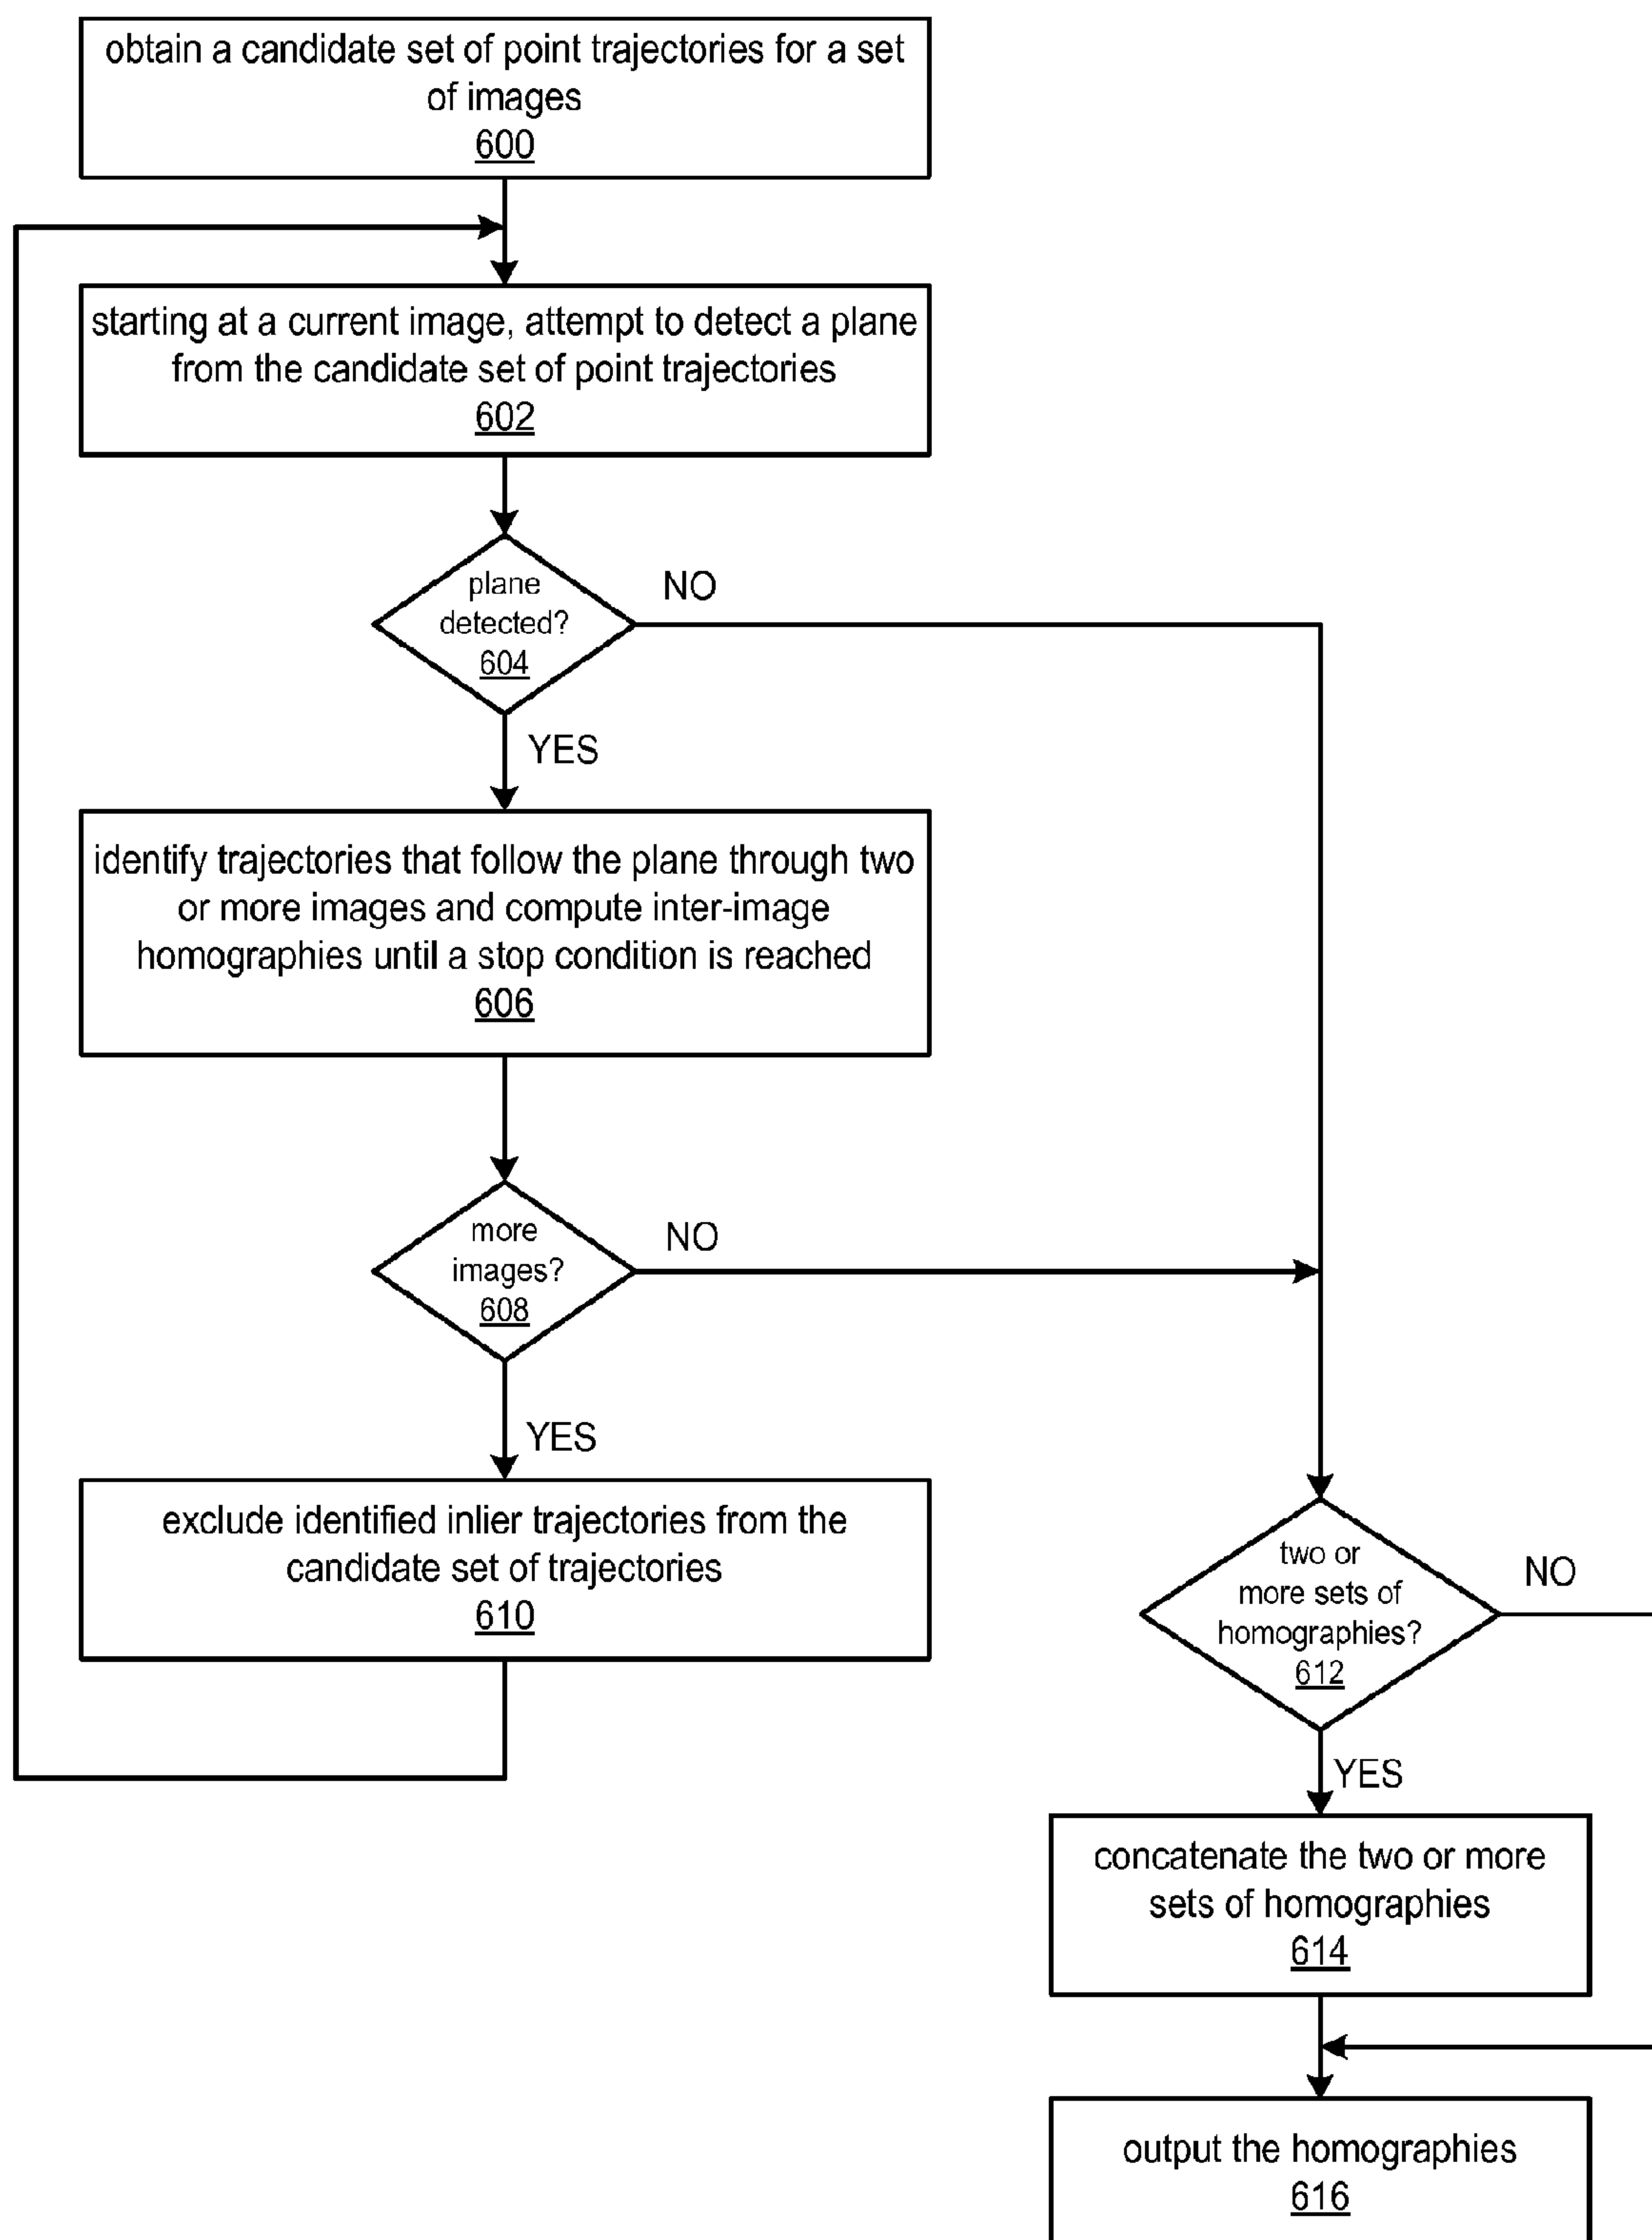 obtain a candidate set of point trajectories for a set
of images
600
starting at a current image, attempt to detect a plane
from the candidate set of point trajectories
602
plane
detected?
604
NO
YES
identify trajectories that follow the plane through two
or more images and compute inter-image
homographies until a stop condition is reached
606
more
images?
608
NO
YES
exclude identified inlier trajectories from the
candidate set of trajectories
610
two or
more sets of
homographies?
612
NO
YES
concatenate the two or more
sets of homographies
614
output the homographies
616